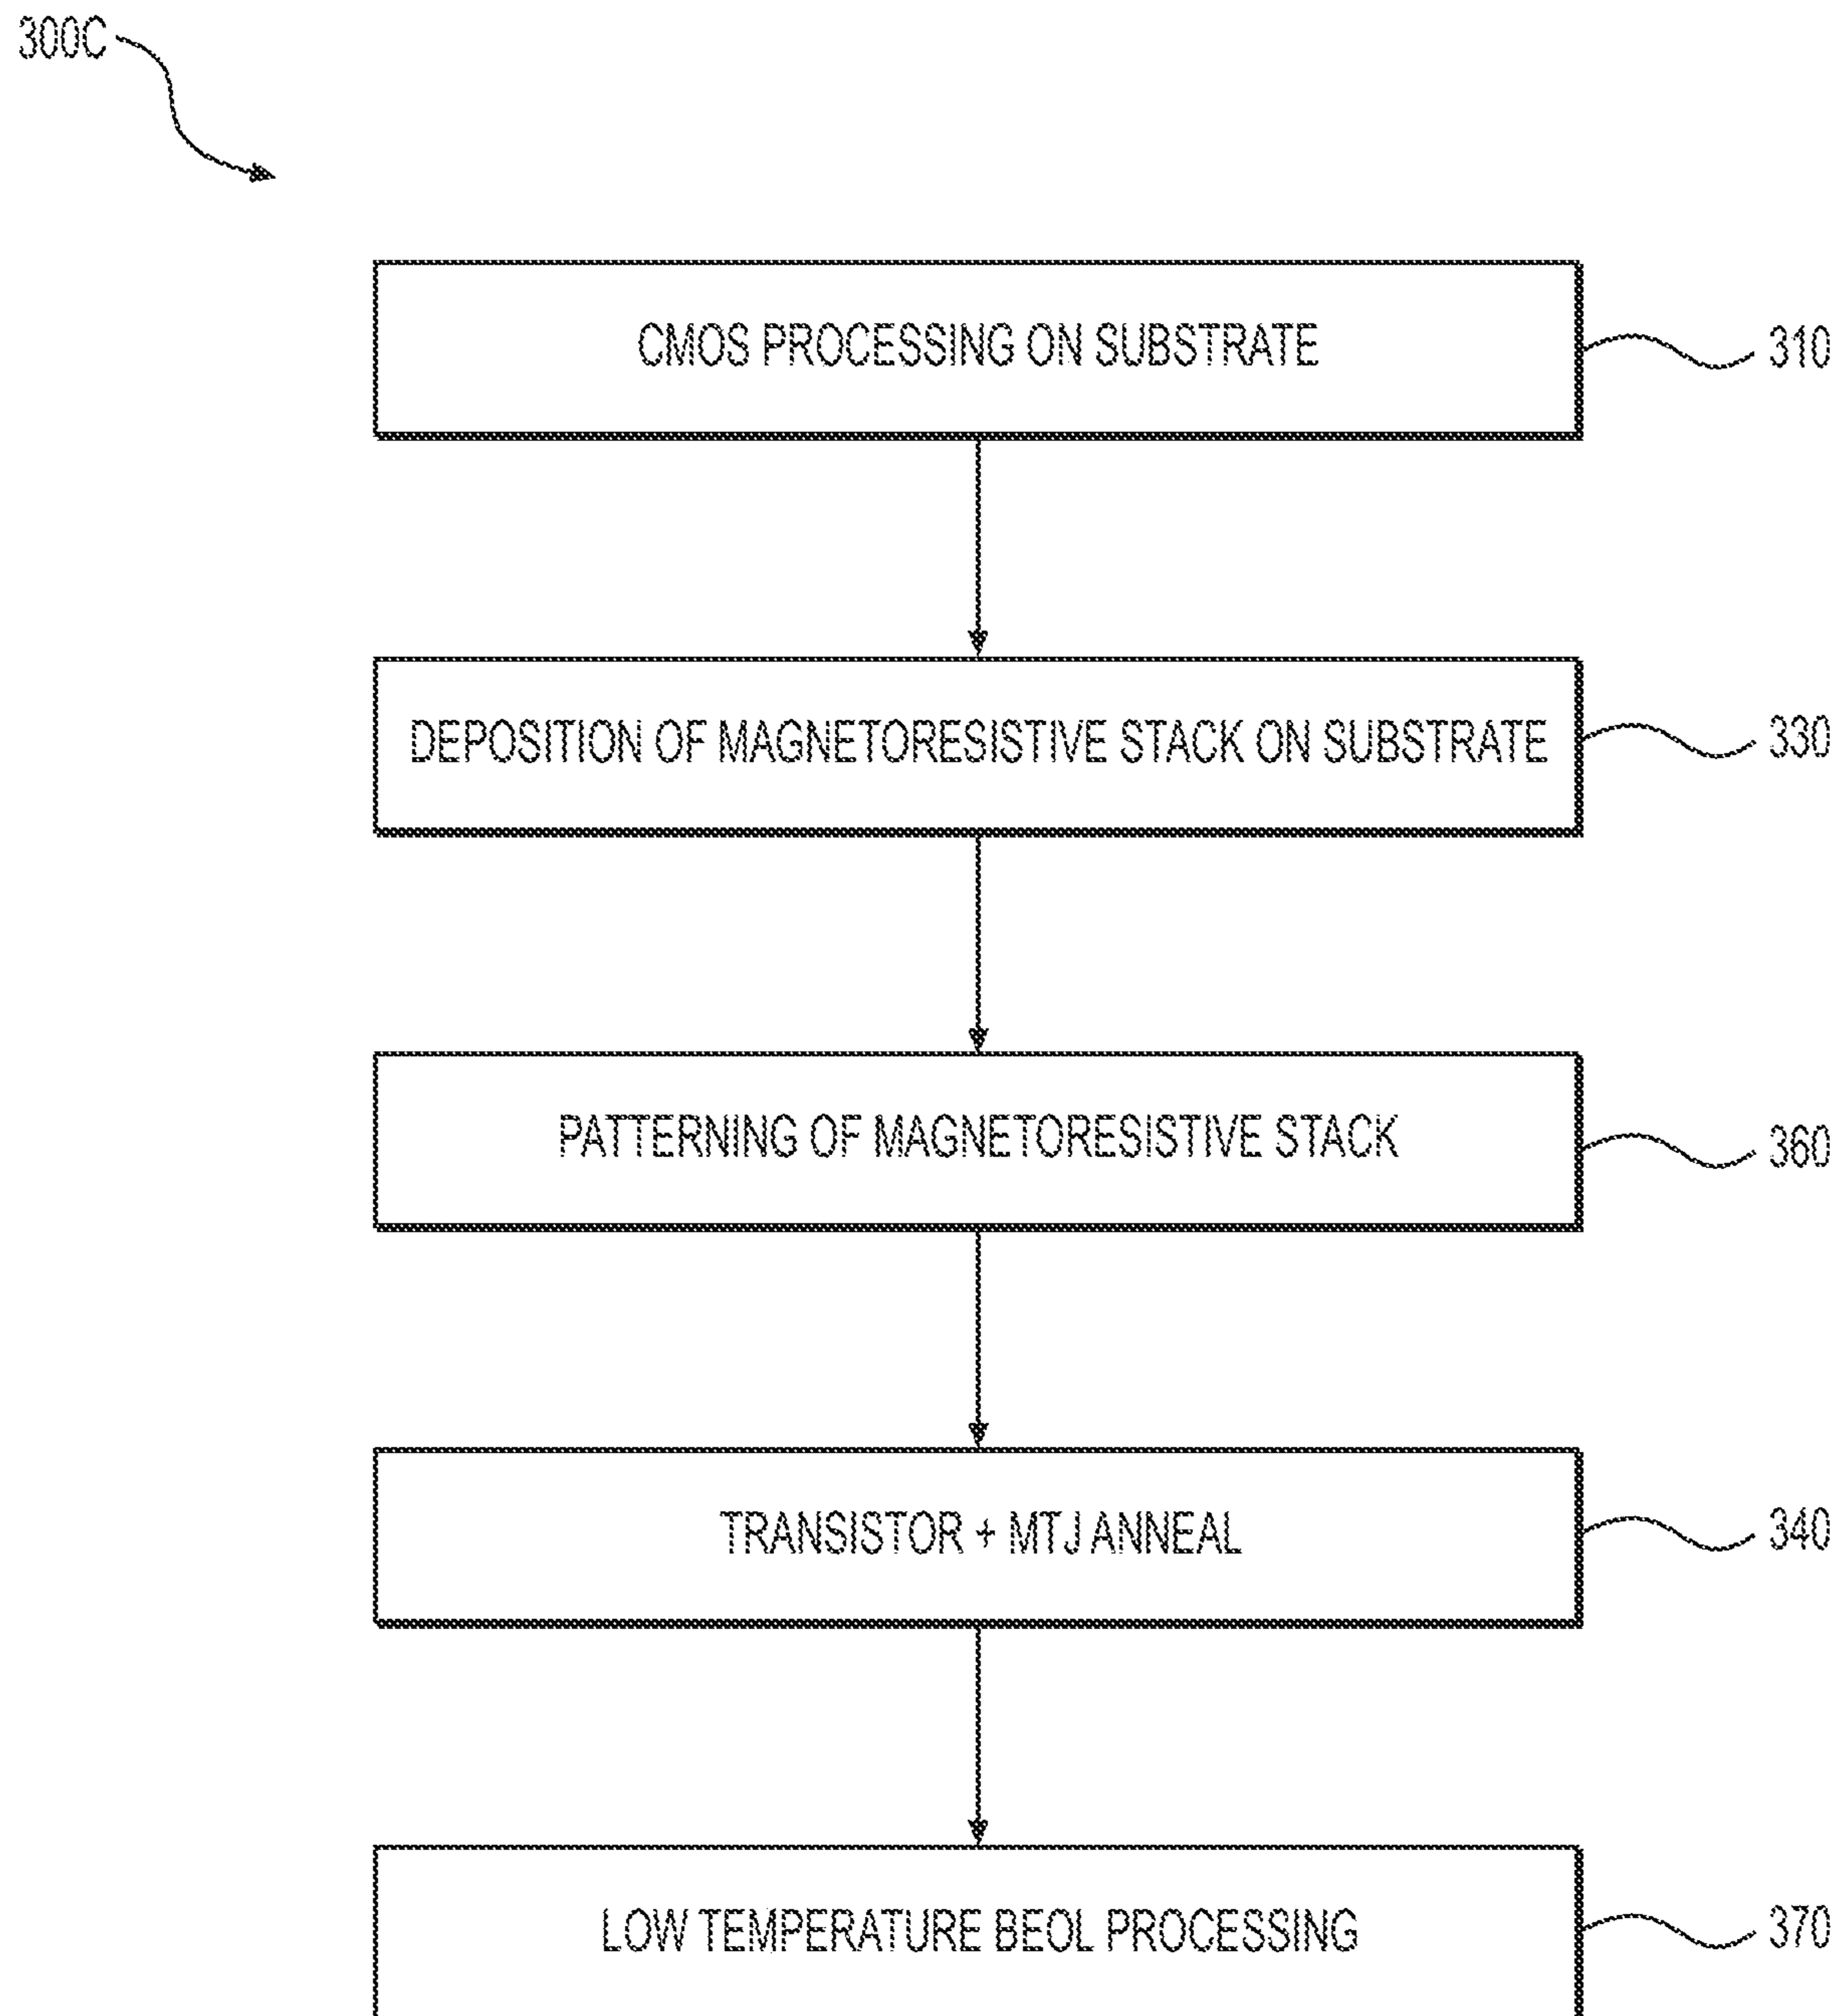 300C
CMOS PROCESSING ON SUBSTRATE
310
DEPOSITION OF MAGNETORESISTIVE STACK ON SUBSTRATE
330
PATTERNING OF MAGNETORESISTIVE STACK
360
TRANSISTOR + MTJ ANNEAL
340
LOW TEMPERATURE BEOL PROCESSING
370